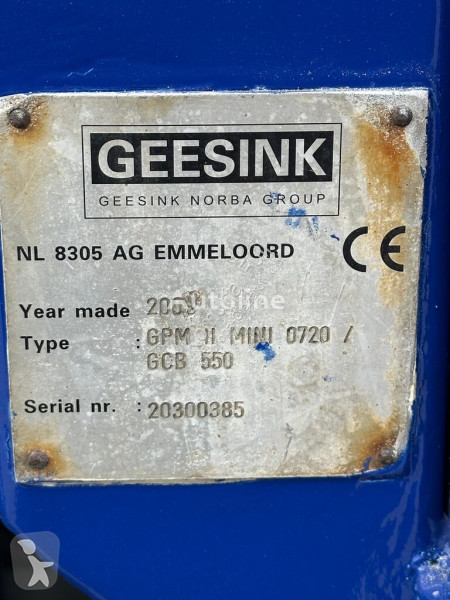 GEESINK
GEESINK NORBA GROUP
NL 8305 AG EMMELOORD CE
Year made
Type : GPM II MINI 0720 /
GCB 550
Serial nr. : 20300385